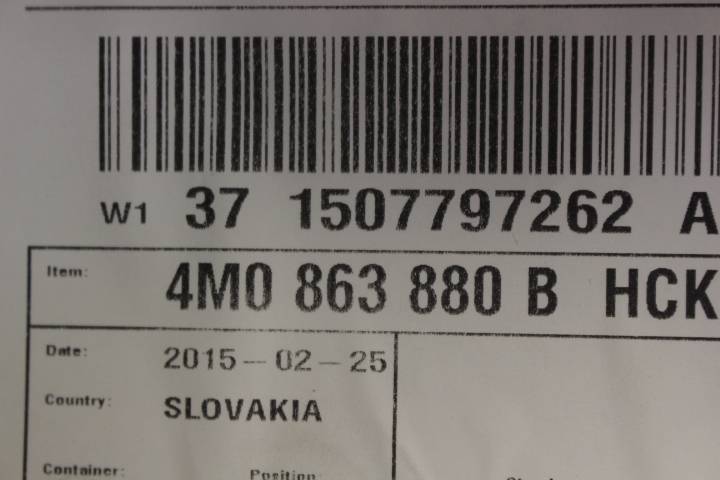 W1 37 1507797262 A
Item: 4M0 863 880 B HCK
Date: 2015-02-25
Country: SLOVAKIA
Container: Position: